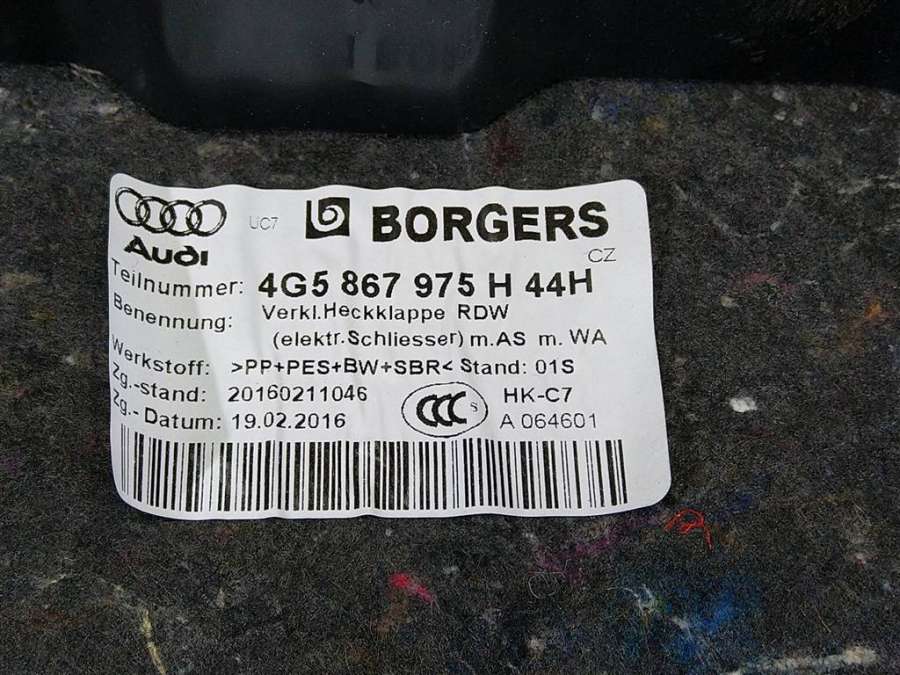 UC7 BORGERS
Audi CZ
Teilnummer: 4G5 867 975 H 44H
Benennung: Verkl.Heckklappe RDW
(elektr.Schliesser) m.AS m. WA
Werkstoff: >PP+PES+BW+SBR< Stand: 01S
Zg.-stand: 20160211046 HK-C7
Zg.- Datum: 19.02.2016 CCC S A 064601